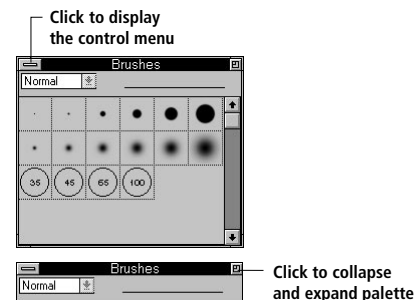 Click to display
the control menu
Brushes
Normal
35 45 65 100
Brushes
Normal
Click to collapse
and expand palette